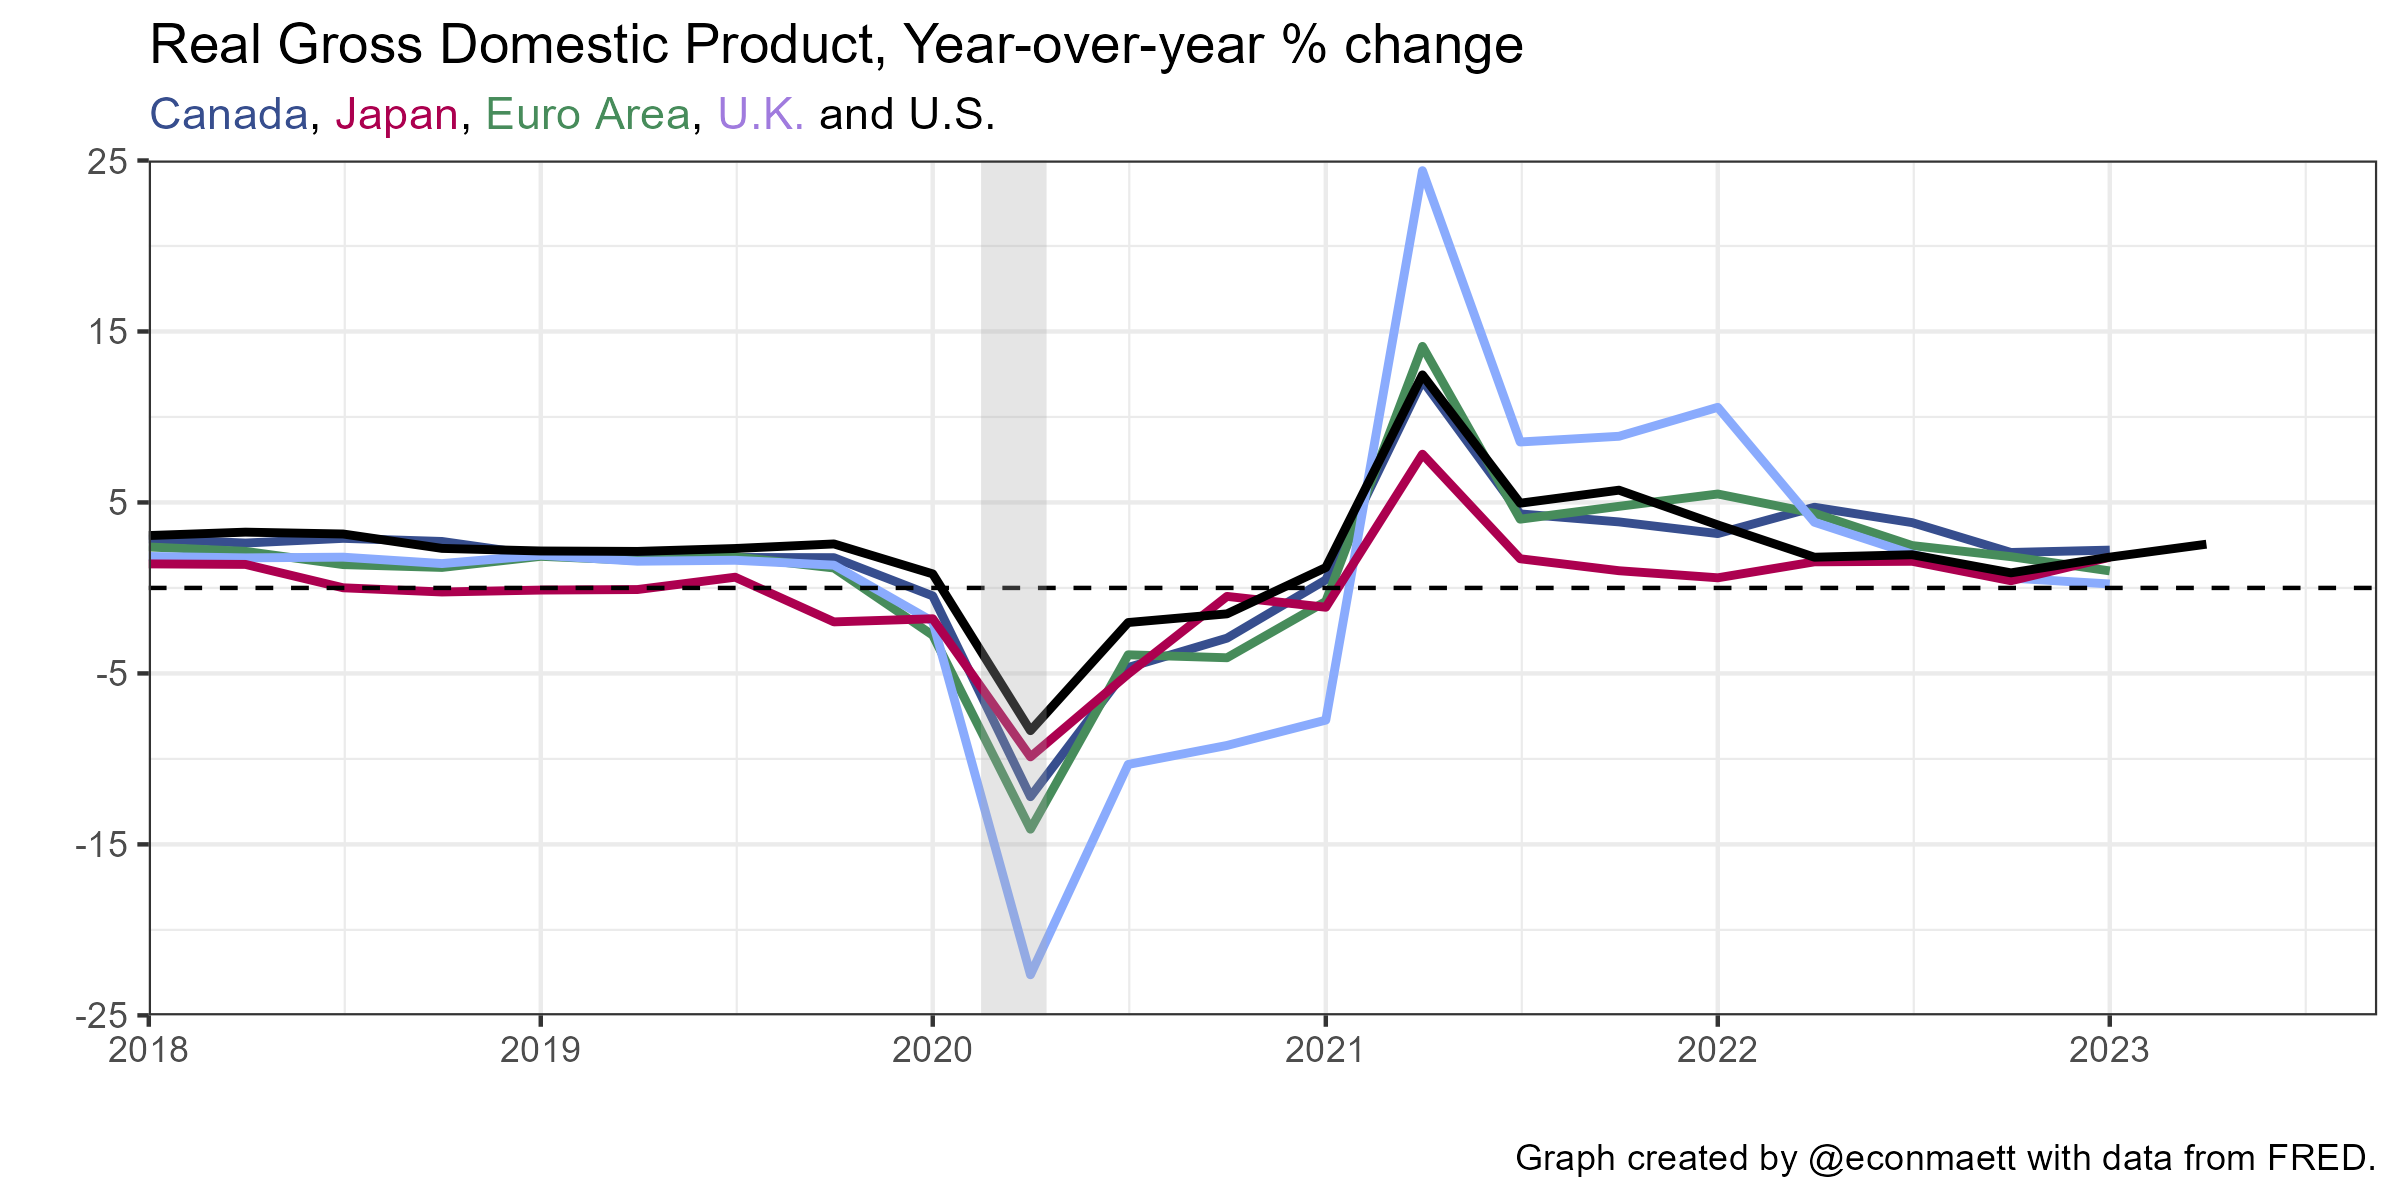 Real Gross Domestic Product, Year-over-year % change
Canada, Japan, Euro Area, U.K. and U.S.
25
15
5
-5
-15
-25
2018 2019 2020 2021 2022 2023
Graph created by @econmaett with data from FRED.